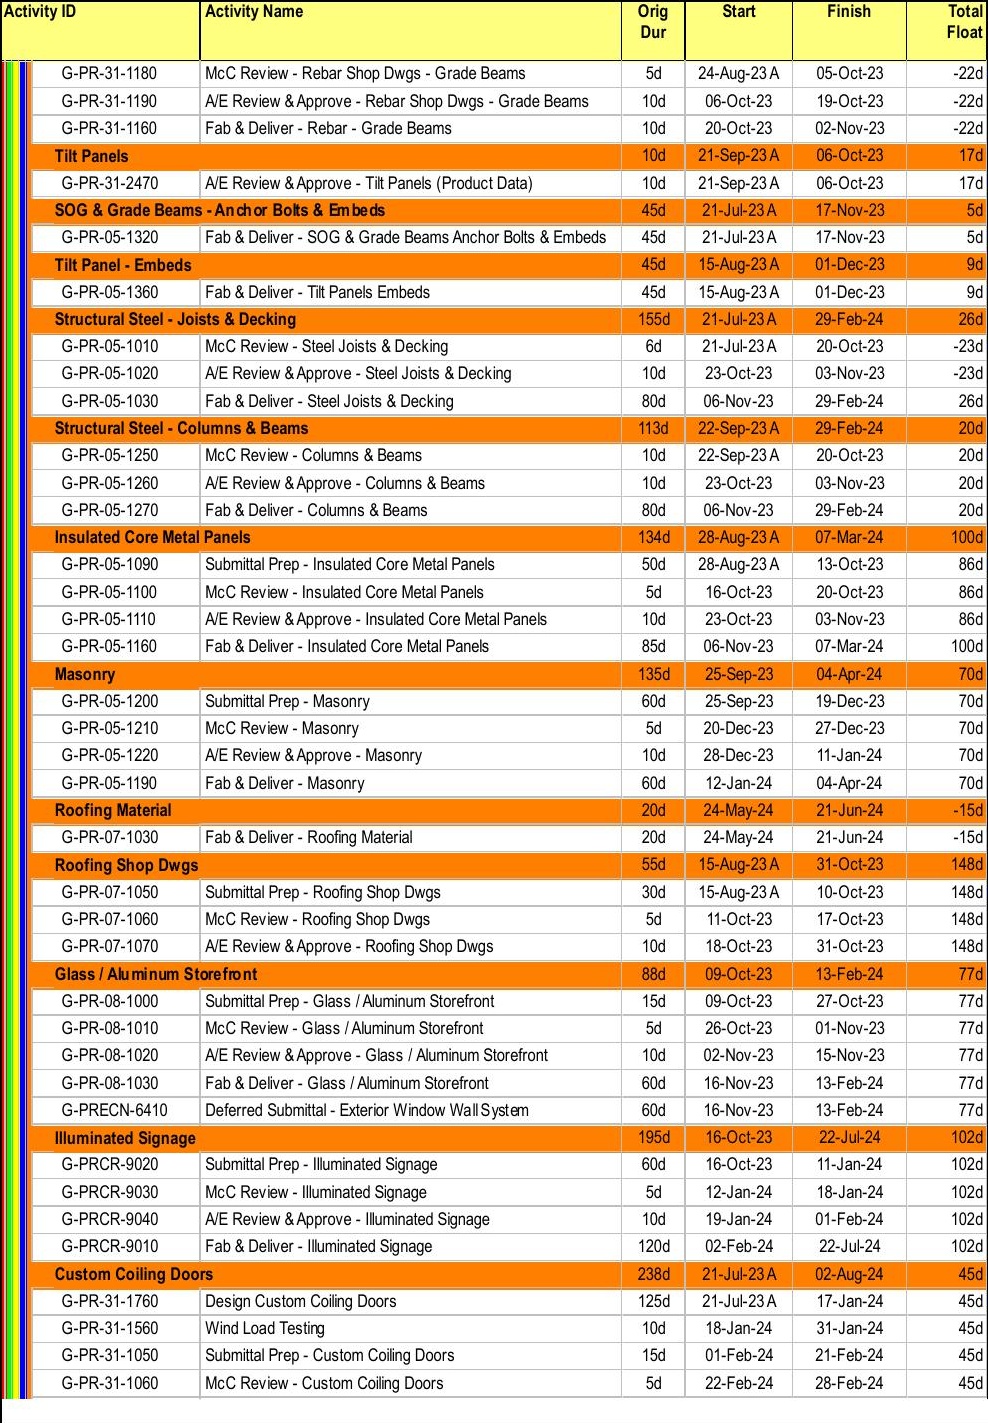 Activity ID Activity Name Orig Dur Start Finish Total Float
G-PR-31-1180 McC Review - Rebar Shop Dwgs - Grade Beams 5d 24-Aug-23 A 05-Oct-23 -22d
G-PR-31-1190 A/E Review & Approve - Rebar Shop Dwgs - Grade Beams 10d 06-Oct-23 19-Oct-23 -22d
G-PR-31-1160 Fab & Deliver - Rebar - Grade Beams 10d 20-Oct-23 02-Nov-23 -22d
Tilt Panels 10d 21-Sep-23 A 06-Oct-23 17d
G-PR-31-2470 A/E Review & Approve - Tilt Panels (Product Data) 10d 21-Sep-23 A 06-Oct-23 17d
SOG & Grade Beams - Anchor Bolts & Embeds 45d 21-Jul-23 A 17-Nov-23 5d
G-PR-05-1320 Fab & Deliver - SOG & Grade Beams Anchor Bolts & Embeds 45d 21-Jul-23 A 17-Nov-23 5d
Tilt Panel - Embeds 45d 15-Aug-23 A 01-Dec-23 9d
G-PR-05-1360 Fab & Deliver - Tilt Panels Embeds 45d 15-Aug-23 A 01-Dec-23 9d
Structural Steel - Joists & Decking 155d 21-Jul-23 A 29-Feb-24 26d
G-PR-05-1010 McC Review - Steel Joists & Decking 6d 21-Jul-23 A 20-Oct-23 -23d
G-PR-05-1020 A/E Review & Approve - Steel Joists & Decking 10d 23-Oct-23 03-Nov-23 -23d
G-PR-05-1030 Fab & Deliver - Steel Joists & Decking 80d 06-Nov-23 29-Feb-24 26d
Structural Steel - Columns & Beams 113d 22-Sep-23 A 29-Feb-24 20d
G-PR-05-1250 McC Review - Columns & Beams 10d 22-Sep-23 A 20-Oct-23 20d
G-PR-05-1260 A/E Review & Approve - Columns & Beams 10d 23-Oct-23 03-Nov-23 20d
G-PR-05-1270 Fab & Deliver - Columns & Beams 80d 06-Nov-23 29-Feb-24 20d
Insulated Core Metal Panels 134d 28-Aug-23 A 07-Mar-24 100d
G-PR-05-1090 Submittal Prep - Insulated Core Metal Panels 50d 28-Aug-23 A 13-Oct-23 86d
G-PR-05-1100 McC Review - Insulated Core Metal Panels 5d 16-Oct-23 20-Oct-23 86d
G-PR-05-1110 A/E Review & Approve - Insulated Core Metal Panels 10d 23-Oct-23 03-Nov-23 86d
G-PR-05-1160 Fab & Deliver - Insulated Core Metal Panels 85d 06-Nov-23 07-Mar-24 100d
Masonry 135d 25-Sep-23 04-Apr-24 70d
G-PR-05-1200 Submittal Prep - Masonry 60d 25-Sep-23 19-Dec-23 70d
G-PR-05-1210 McC Review - Masonry 5d 20-Dec-23 27-Dec-23 70d
G-PR-05-1220 A/E Review & Approve - Masonry 10d 28-Dec-23 11-Jan-24 70d
G-PR-05-1190 Fab & Deliver - Masonry 60d 12-Jan-24 04-Apr-24 70d
Roofing Material 20d 24-May-24 21-Jun-24 -15d
G-PR-07-1030 Fab & Deliver - Roofing Material 20d 24-May-24 21-Jun-24 -15d
Roofing Shop Dwgs 55d 15-Aug-23 A 31-Oct-23 148d
G-PR-07-1050 Submittal Prep - Roofing Shop Dwgs 30d 15-Aug-23 A 10-Oct-23 148d
G-PR-07-1060 McC Review - Roofing Shop Dwgs 5d 11-Oct-23 17-Oct-23 148d
G-PR-07-1070 A/E Review & Approve - Roofing Shop Dwgs 10d 18-Oct-23 31-Oct-23 148d
Glass / Aluminum Storefront 88d 09-Oct-23 13-Feb-24 77d
G-PR-08-1000 Submittal Prep - Glass / Aluminum Storefront 15d 09-Oct-23 27-Oct-23 77d
G-PR-08-1010 McC Review - Glass / Aluminum Storefront 5d 26-Oct-23 01-Nov-23 77d
G-PR-08-1020 A/E Review & Approve - Glass / Aluminum Storefront 10d 02-Nov-23 15-Nov-23 77d
G-PR-08-1030 Fab & Deliver - Glass / Aluminum Storefront 60d 16-Nov-23 13-Feb-24 77d
G-PRECN-6410 Deferred Submittal - Exterior Window Wall System 60d 16-Nov-23 13-Feb-24 77d
Illuminated Signage 195d 16-Oct-23 22-Jul-24 102d
G-PRCR-9020 Submittal Prep - Illuminated Signage 60d 16-Oct-23 11-Jan-24 102d
G-PRCR-9030 McC Review - Illuminated Signage 5d 12-Jan-24 18-Jan-24 102d
G-PRCR-9040 A/E Review & Approve - Illuminated Signage 10d 19-Jan-24 01-Feb-24 102d
G-PRCR-9010 Fab & Deliver - Illuminated Signage 120d 02-Feb-24 22-Jul-24 102d
Custom Coiling Doors 238d 21-Jul-23 A 02-Aug-24 45d
G-PR-31-1760 Design Custom Coiling Doors 125d 21-Jul-23 A 17-Jan-24 45d
G-PR-31-1560 Wind Load Testing 10d 18-Jan-24 31-Jan-24 45d
G-PR-31-1050 Submittal Prep - Custom Coiling Doors 15d 01-Feb-24 21-Feb-24 45d
G-PR-31-1060 McC Review - Custom Coiling Doors 5d 22-Feb-24 28-Feb-24 45d